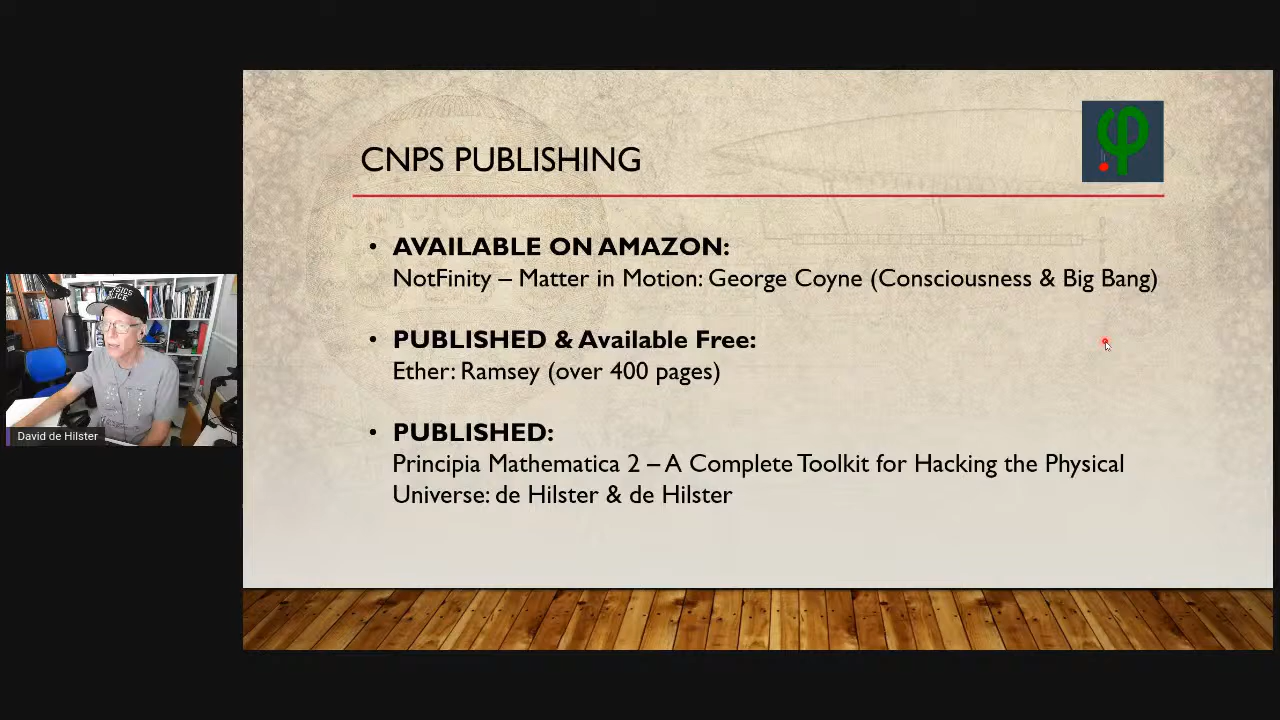 CNPS PUBLISHING
• AVAILABLE ON AMAZON:
NotFinity – Matter in Motion: George Coyne (Consciousness & Big Bang)
• PUBLISHED & Available Free:
Ether: Ramsey (over 400 pages)
• PUBLISHED:
Principia Mathematica 2 – A Complete Toolkit for Hacking the Physical
Universe: de Hilster & de Hilster
David de Hilster